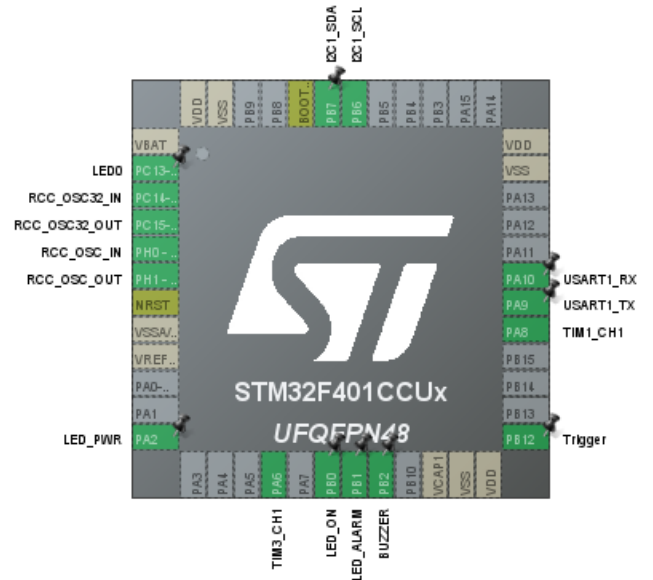 I2C1_SDA
I2C1_SCL
VDD
VSS
PB9
PB8
BOOT..
PB7
PB6
PB5
PB4
PB3
PA15
PA14
VBAT
LED0 PC13-..
RCC_OSC32_IN PC14-..
RCC_OSC32_OUT PC15-..
RCC_OSC_IN PH0 - ..
RCC_OSC_OUT PH1 - ..
NRST
VSSA/..
VREF..
PA0-..
PA1
LED_PWR PA2
VDD
VSS
PA13
PA12
PA11
PA10 USART1_RX
PA9 USART1_TX
PA8 TIM1_CH1
PB15
PB14
PB13
PB12 Trigger
STM32F401CCUx
UFQFPN48
PA3
PA4
PA5
PA6
PA7
PB0
PB1
PB2
PB10
VCAP1
VSS
VDD
TIM3_CH1
LED_ON
LED_ALARM
BUZZER